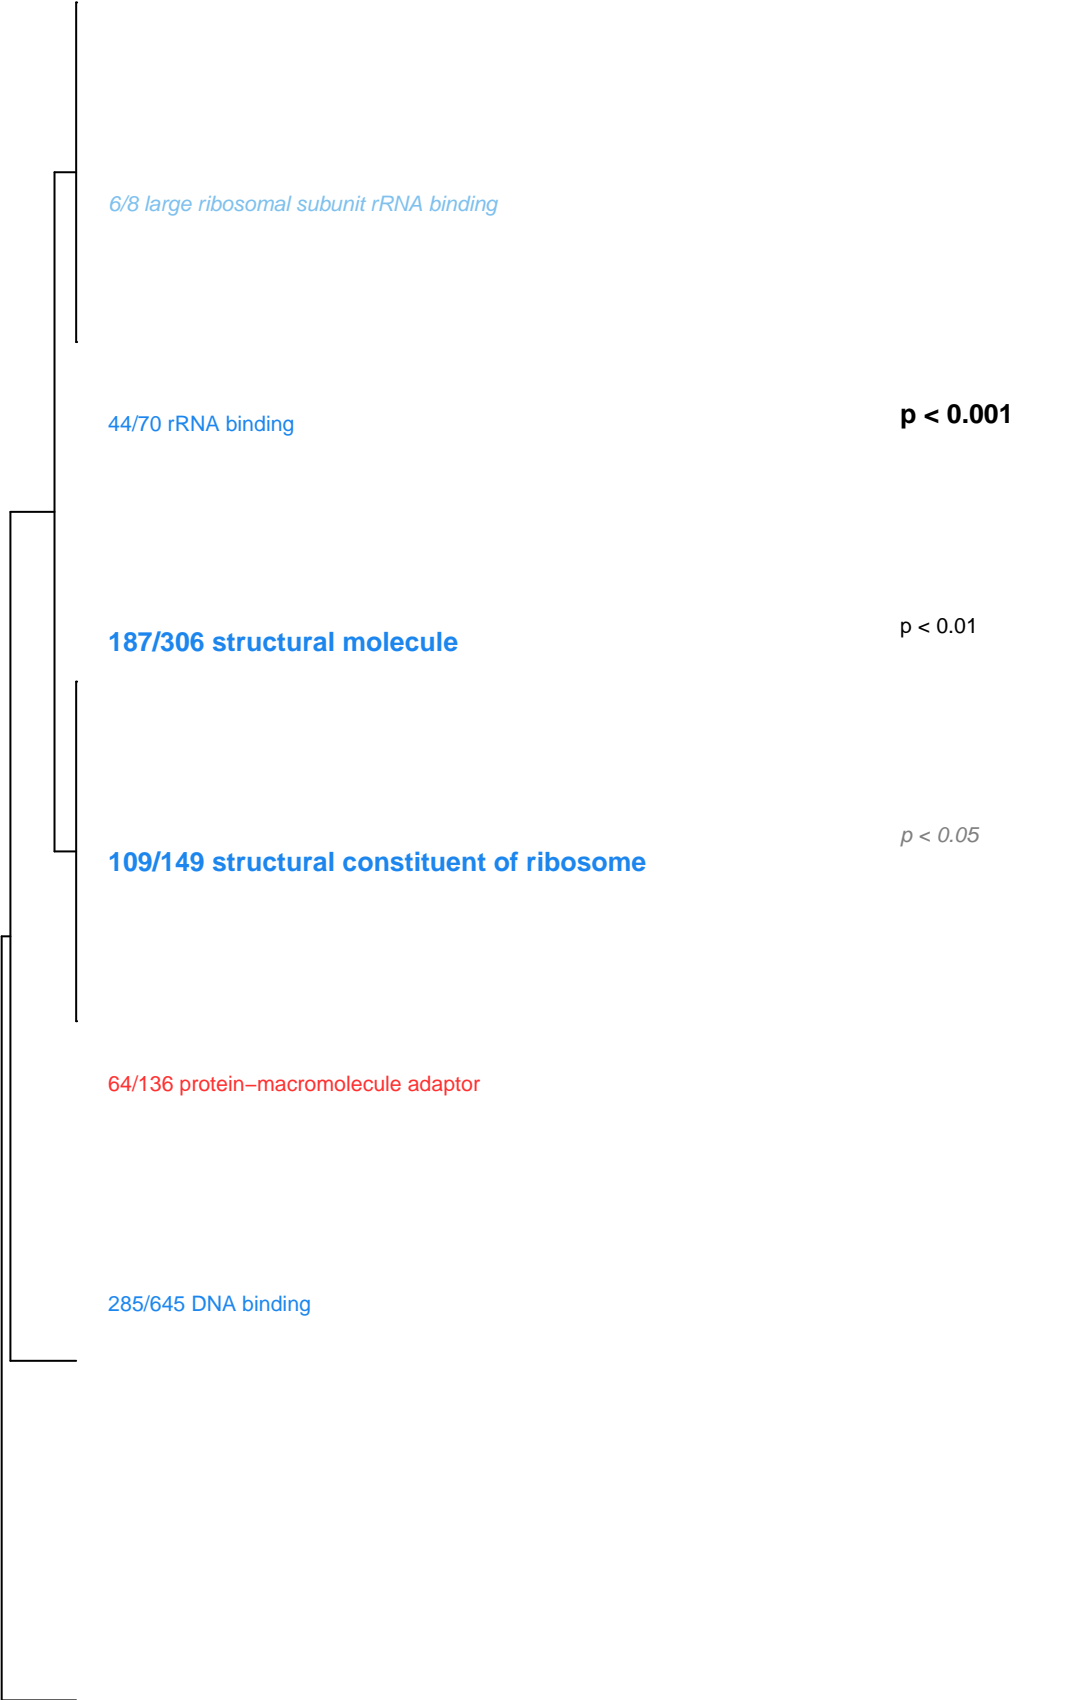 6/8 large ribosomal subunit rRNA binding
44/70 rRNA binding
p < 0.001
187/306 structural molecule
p < 0.01
109/149 structural constituent of ribosome
p < 0.05
64/136 protein−macromolecule adaptor
285/645 DNA binding